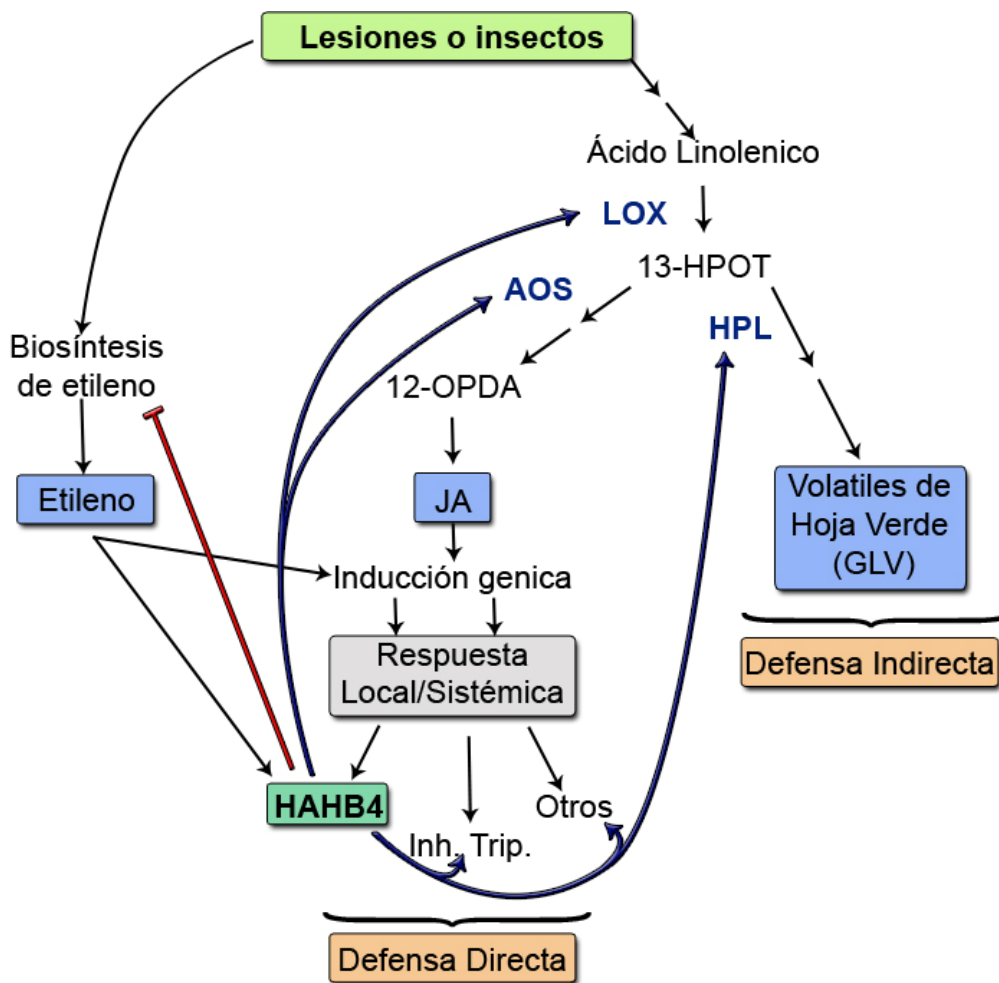 Lesiones o insectos
Ácido Linolenico
LOX
13-HPOT
AOS
HPL
Biosíntesis
de etileno
12-OPDA
Etileno
JA
Volatiles de
Hoja Verde
(GLV)
Inducción genica
Respuesta
Local/Sistémica
Defensa Indirecta
HAHB4
Otros
Inh. Trip.
Defensa Directa